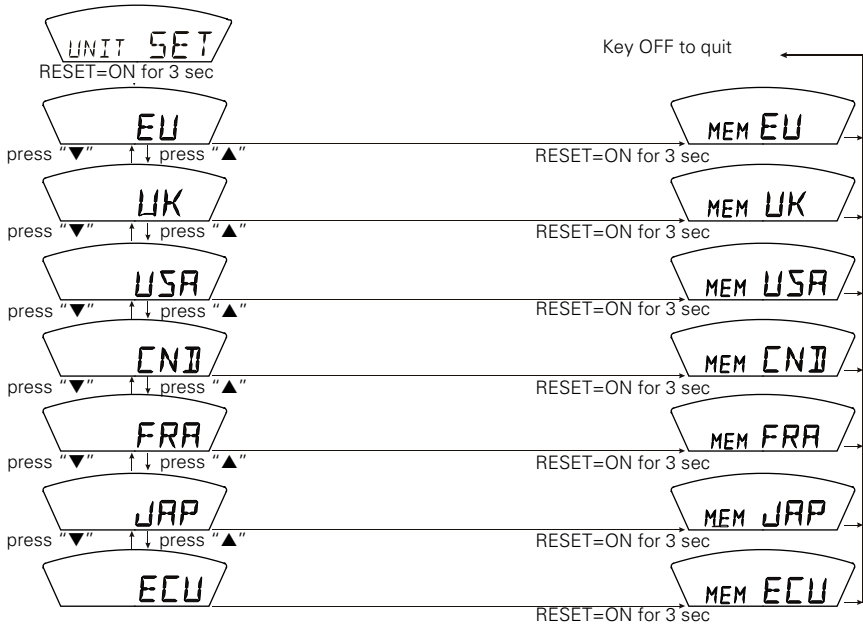 UNIT SET
RESET=ON for 3 sec
Key OFF to quit
EU
MEM EU
press "▼" press "▲"
RESET=ON for 3 sec
UK
MEM UK
press "▼" press "▲"
RESET=ON for 3 sec
USA
MEM USA
press "▼" press "▲"
RESET=ON for 3 sec
CND
MEM CND
press "▼" press "▲"
RESET=ON for 3 sec
FRA
MEM FRA
press "▼" press "▲"
RESET=ON for 3 sec
JAP
MEM JAP
press "▼" press "▲"
RESET=ON for 3 sec
ECU
MEM ECU
RESET=ON for 3 sec